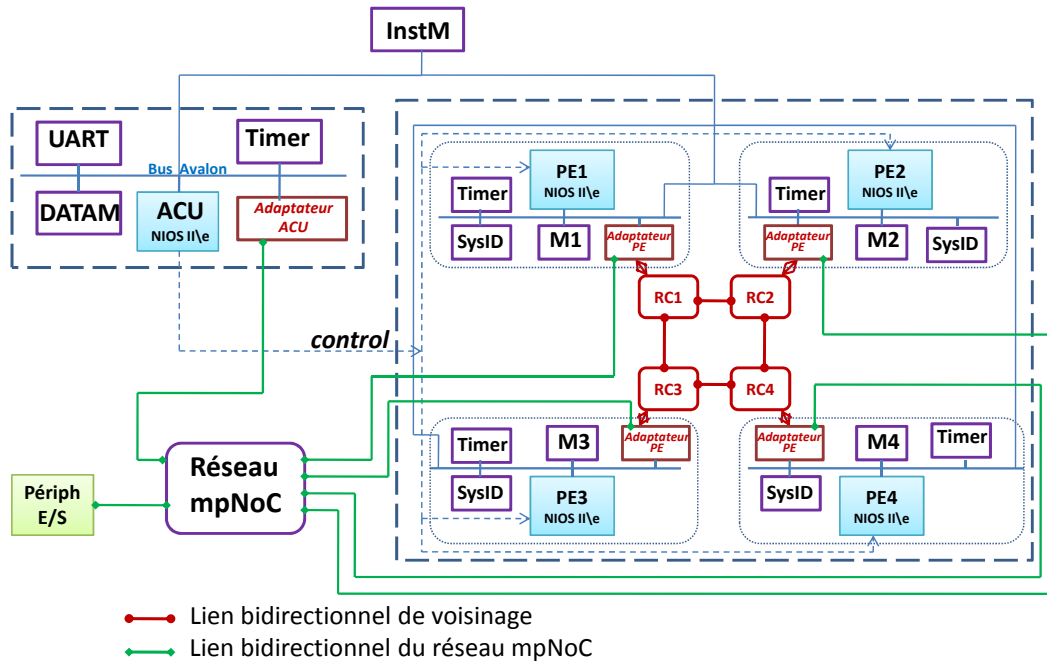 InstM
UART
Timer
Bus Avalon
DATAM
ACU
NIOS II\e
Adaptateur
ACU
PE1
NIOS II\e
Timer
SysID
M1
Adaptateur
PE
PE2
NIOS II\e
Timer
Adaptateur
PE
M2
SysID
RC1
RC2
control
RC3
RC4
Timer
M3
Adaptateur
PE
SysID
PE3
NIOS II\e
Adaptateur
PE
M4
Timer
SysID
PE4
NIOS II\e
Réseau
mpNoC
Périph
E/S
Lien bidirectionnel de voisinage
Lien bidirectionnel du réseau mpNoC